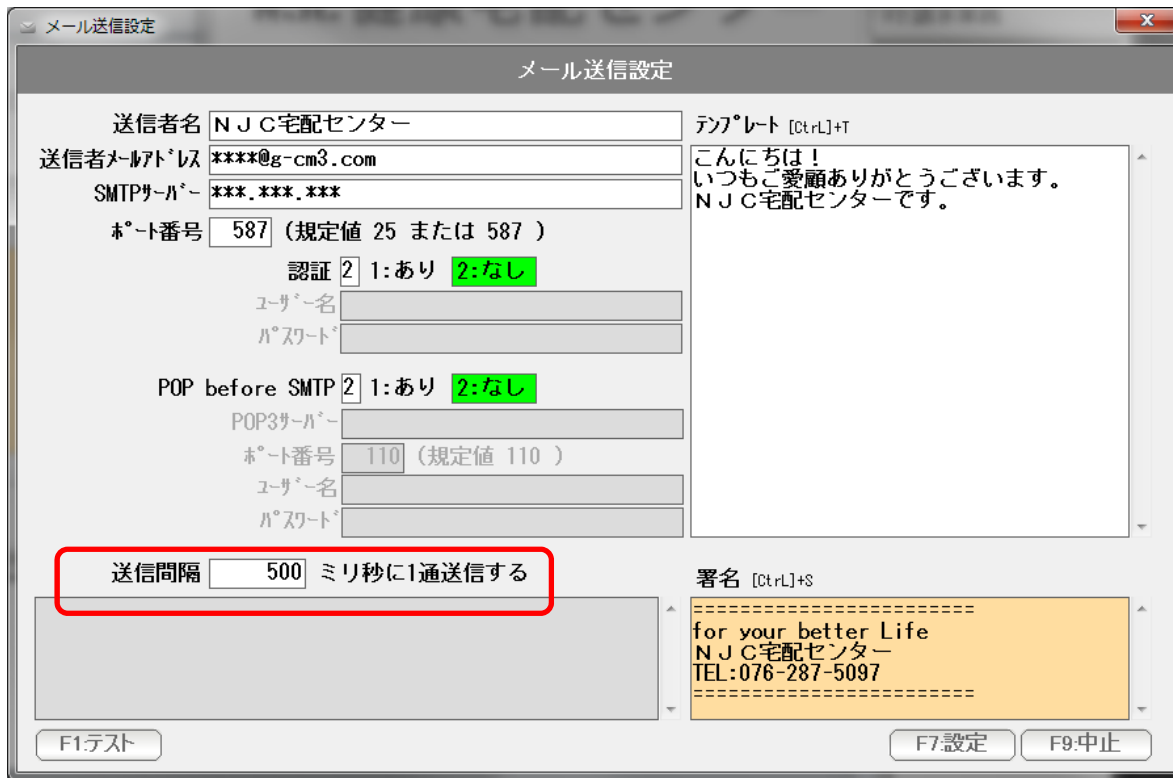 メール送信設定
x
メール送信設定
送信者名 ＮＪＣ宅配センター
送信者ﾒｰﾙｱﾄﾞﾚｽ ****@g-cm3.com
SMTPｻｰﾊﾞｰ ***.***.***
ﾎﾟｰﾄ番号 587 (規定値 25 または 587 )
認証 2 1:あり 2:なし
ﾕｰｻﾞｰ名
ﾊﾟｽﾜｰﾄﾞ
POP before SMTP 2 1:あり 2:なし
POP3ｻｰﾊﾞｰ
ﾎﾟｰﾄ番号 110 (規定値 110 )
ﾕｰｻﾞｰ名
ﾊﾟｽﾜｰﾄﾞ
送信間隔 500 ミリ秒に1通送信する
ﾃﾝﾌﾟﾚｰﾄ [CtrL]+T
こんにちは！
いつもご愛顧ありがとうございます。
ＮＪＣ宅配センターです。
署名 [CtrL]+S
========================
for your better Life
ＮＪＣ宅配センター
TEL:076-287-5097
========================
F1:テスト
F7:設定
F9:中止